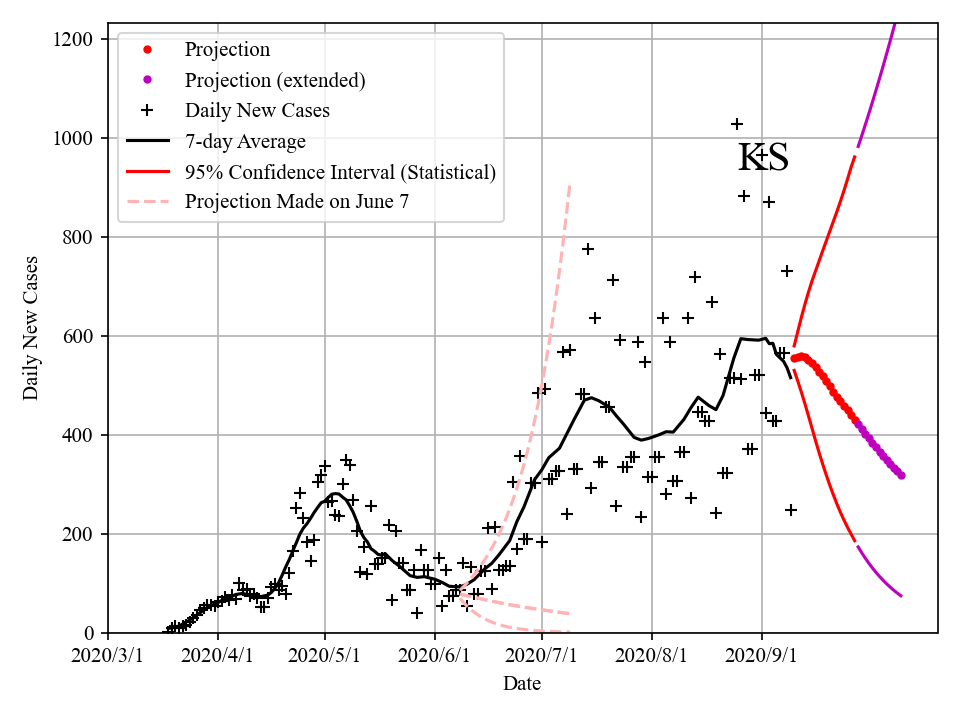 1200
1000
800
600
400
200
0
Daily New Cases
Projection
Projection (extended)
Daily New Cases
7-day Average
95% Confidence Interval (Statistical)
Projection Made on June 7
KS
2020/3/1 2020/4/1 2020/5/1 2020/6/1 2020/7/1 2020/8/1 2020/9/1
Date